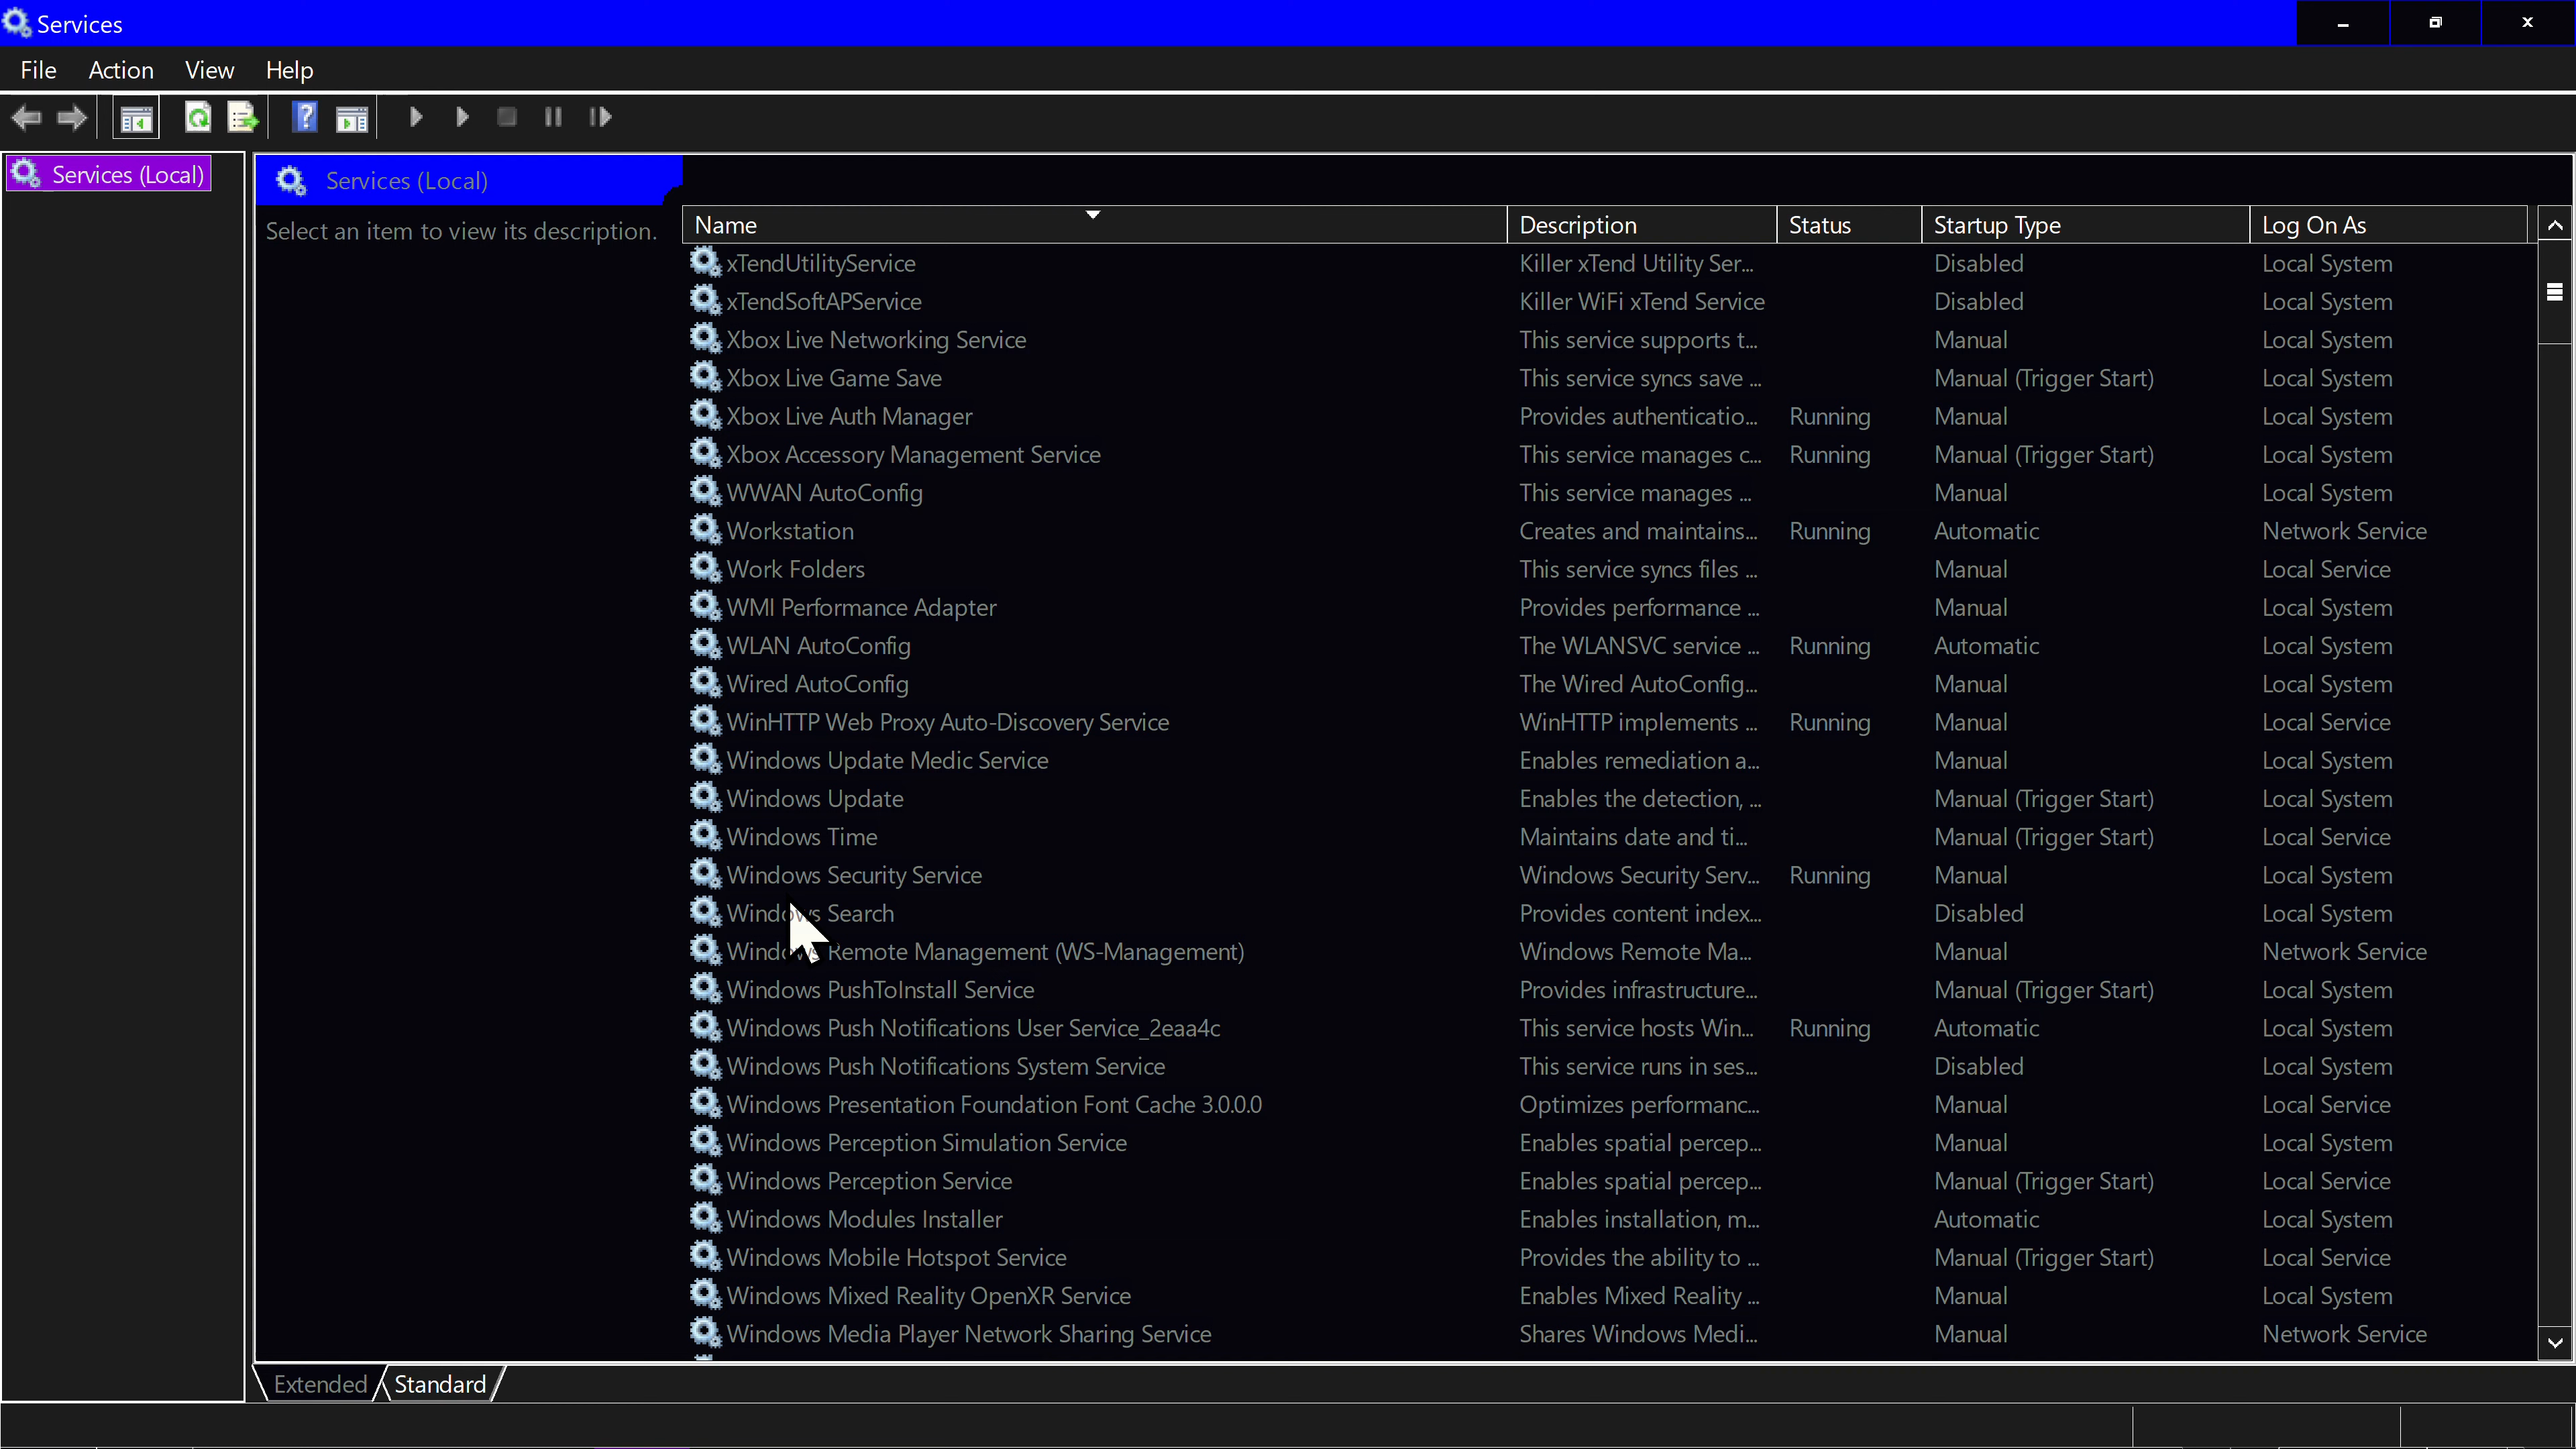 Services
File Action View Help
Services (Local)
Services (Local)
Select an item to view its description.
Name Description Status Startup Type Log On As
xTendUtilityService Killer xTend Utility Ser... Disabled Local System
xTendSoftAPService Killer WiFi xTend Service Disabled Local System
Xbox Live Networking Service This service supports t... Manual Local System
Xbox Live Game Save This service syncs save ... Manual (Trigger Start) Local System
Xbox Live Auth Manager Provides authenticatio... Running Manual Local System
Xbox Accessory Management Service This service manages c... Running Manual (Trigger Start) Local System
WWAN AutoConfig This service manages ... Manual Local System
Workstation Creates and maintains... Running Automatic Network Service
Work Folders This service syncs files ... Manual Local Service
WMI Performance Adapter Provides performance ... Manual Local System
WLAN AutoConfig The WLANSVC service ... Running Automatic Local System
Wired AutoConfig The Wired AutoConfig... Manual Local System
WinHTTP Web Proxy Auto-Discovery Service WinHTTP implements ... Running Manual Local Service
Windows Update Medic Service Enables remediation a... Manual Local System
Windows Update Enables the detection, ... Manual (Trigger Start) Local System
Windows Time Maintains date and ti... Manual (Trigger Start) Local Service
Windows Security Service Windows Security Serv... Running Manual Local System
Windows Search Provides content index... Disabled Local System
Windows Remote Management (WS-Management) Windows Remote Ma... Manual Network Service
Windows PushToInstall Service Provides infrastructure... Manual (Trigger Start) Local System
Windows Push Notifications User Service_2eaa4c This service hosts Win... Running Automatic Local System
Windows Push Notifications System Service This service runs in ses... Disabled Local System
Windows Presentation Foundation Font Cache 3.0.0.0 Optimizes performanc... Manual Local Service
Windows Perception Simulation Service Enables spatial percep... Manual Local System
Windows Perception Service Enables spatial percep... Manual (Trigger Start) Local Service
Windows Modules Installer Enables installation, m... Automatic Local System
Windows Mobile Hotspot Service Provides the ability to ... Manual (Trigger Start) Local Service
Windows Mixed Reality OpenXR Service Enables Mixed Reality ... Manual Local System
Windows Media Player Network Sharing Service Shares Windows Medi... Manual Network Service
Extended Standard